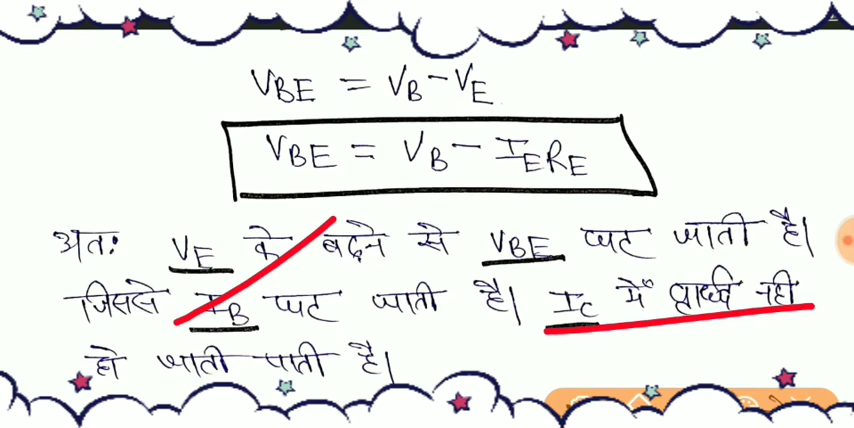 VBE = VB - VE
VBE = VB - IERE
अतः VE के बढ़ने से VBE घट जाती है।
जिससे IB घट जाती है। IC में वृद्धि नही
हो जाती पाती है।